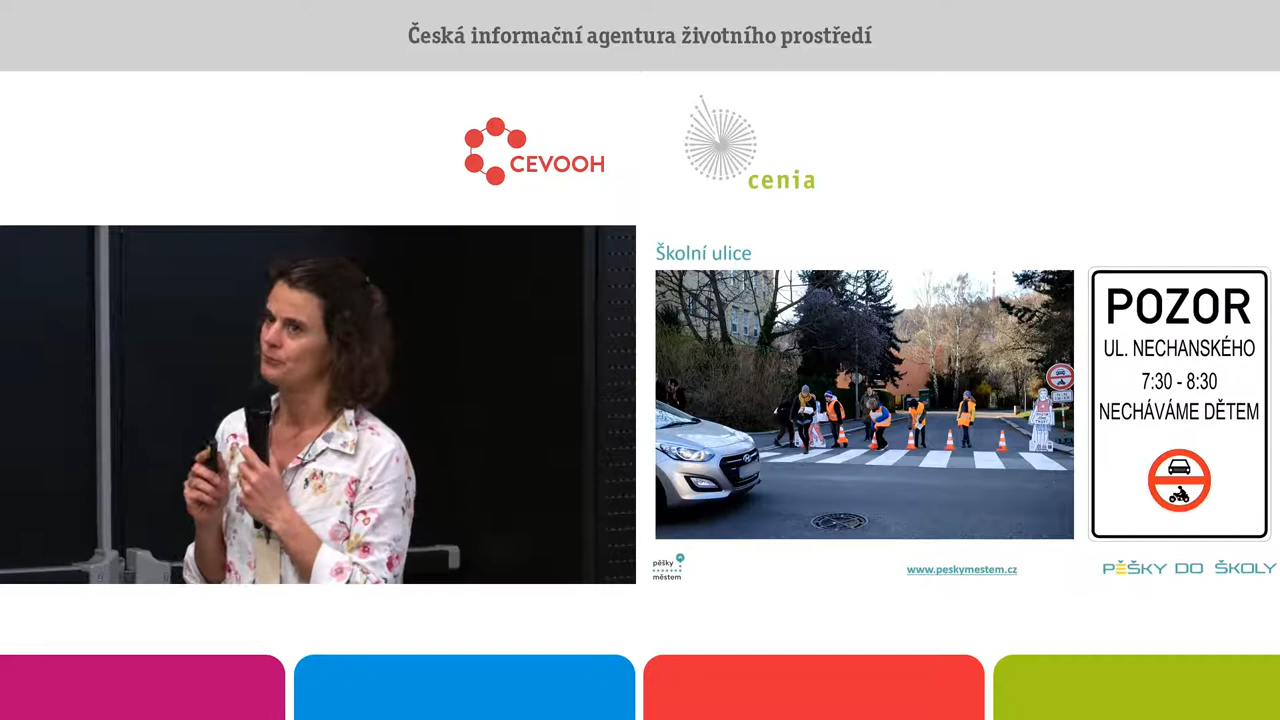 Česká informační agentura životního prostředí
CEVOOH
cenia
Školní ulice
POZOR
UL. NECHANSKÉHO
7:30 - 8:30
NECHÁVÁME DĚTEM
pěšky
městem
www.peskymestem.cz
PĚŠKY DO ŠKOLY